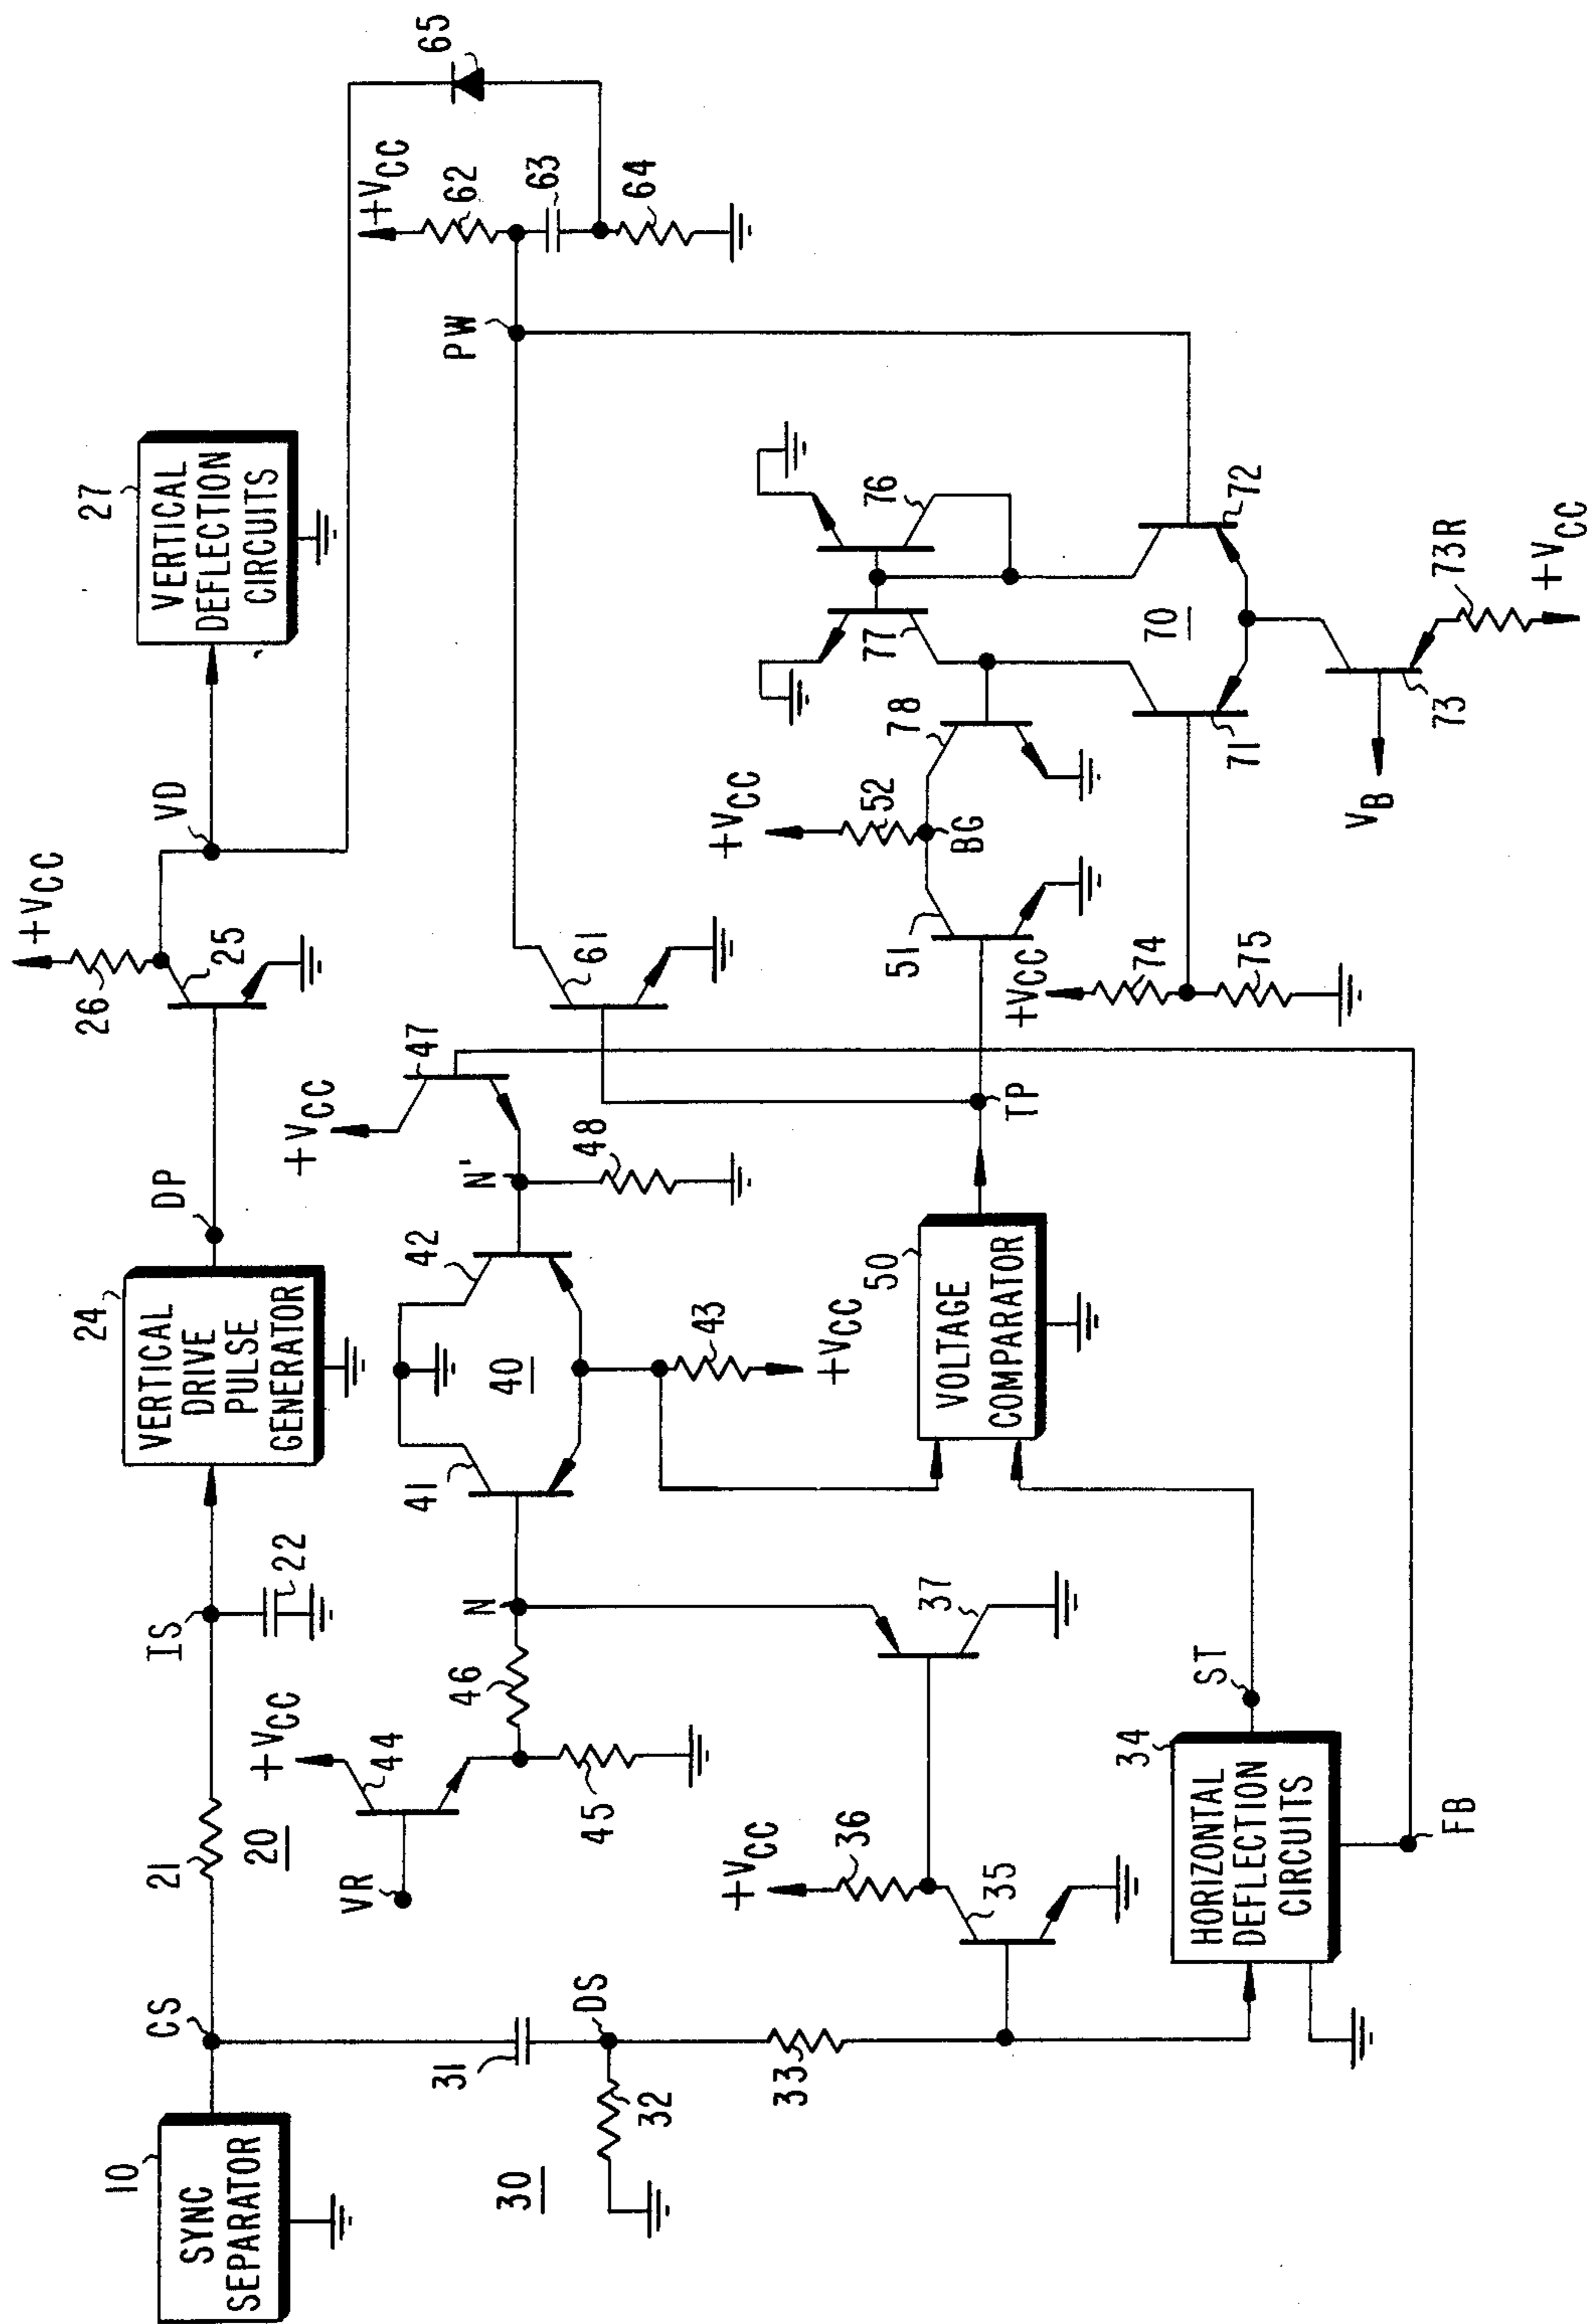 10
SYNC
SEPARATOR
CS
21
20
IS
22
24
VERTICAL
DRIVE
PULSE
GENERATOR
DP
+VCC
26
25
VD
27
VERTICAL
DEFLECTION
CIRCUITS
65
+VCC
62
63
64
PW
30
31
DS
32
33
VR
+VCC
44
45
46
N
41
40
42
43
+VCC
N'
48
+VCC
47
61
+VCC
36
35
37
34
HORIZONTAL
DEFLECTION
CIRCUITS
ST
FB
50
VOLTAGE
COMPARATOR
TP
51
+VCC
52
BG
78
77
76
+VCC
74
75
71
70
72
73
VB
73R
+VCC